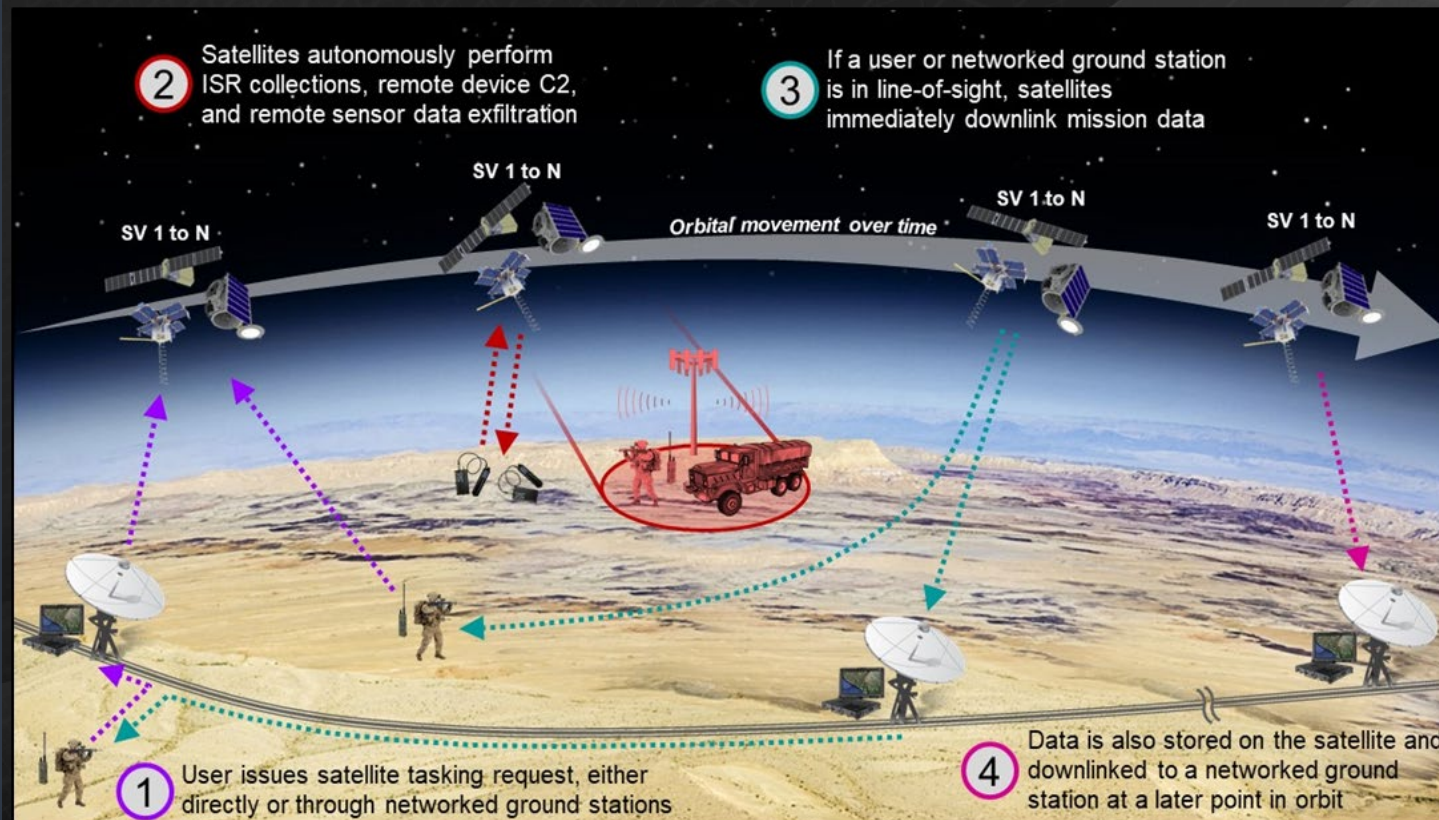 2
Satellites autonomously perform
ISR collections, remote device C2,
and remote sensor data exfiltration
3
If a user or networked ground station
is in line-of-sight, satellites
immediately downlink mission data
SV 1 to N
SV 1 to N
SV 1 to N
SV 1 to N
Orbital movement over time
1
User issues satellite tasking request, either
directly or through networked ground stations
4
Data is also stored on the satellite and
downlinked to a networked ground
station at a later point in orbit